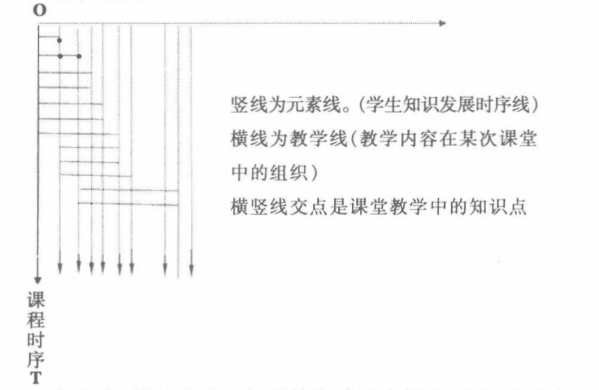 O
竖线为元素线。(学生知识发展时序线)
横线为教学线(教学内容在某次课堂
中的组织)
横竖线交点是课堂教学中的知识点
课程时序T